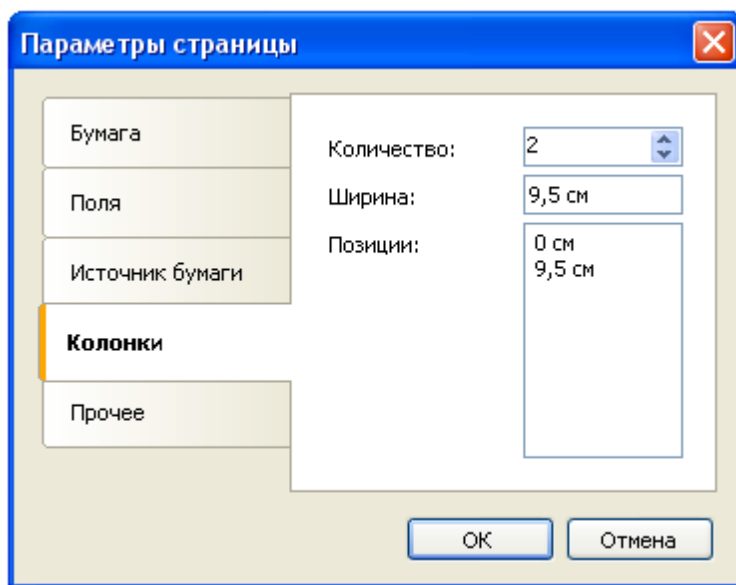 Параметры страницы
Бумага
Поля
Источник бумаги
Колонки
Прочее
Количество: 2
Ширина: 9,5 см
Позиции: 0 см
9,5 см
ОК
Отмена